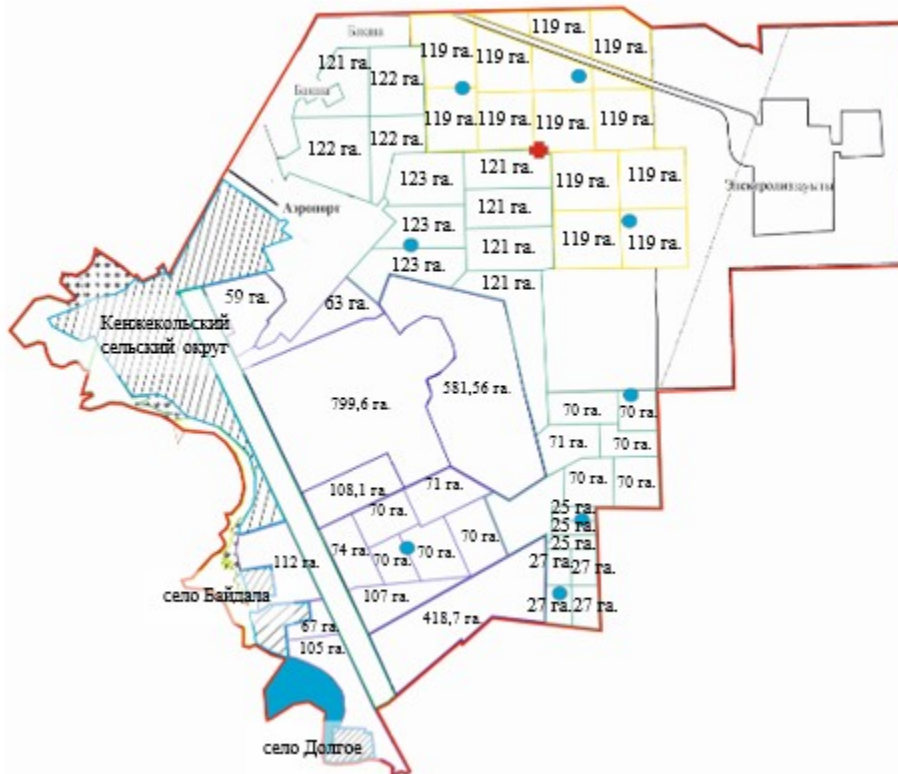 119 га.
Бакша
119 га.
119 га.
119 га.
121 га.
122 га.
Бакша
119 га.
119 га.
119 га.
119 га.
122 га.
122 га.
121 га.
123 га.
119 га.
119 га.
Аэропорт
121 га.
123 га.
119 га.
119 га.
121 га.
123 га.
121 га.
59 га.
63 га.
Кенжекольский
сельский округ
581,56 га.
799,6 га.
70 га.
70 га.
71 га.
70 га.
70 га.
70 га.
71 га.
108,1 га.
70 га.
25 га.
25 га.
70 га.
25 га.
74 га.
70 га.
70 га.
112 га.
27 га.
27 га.
село Байдала
107 га.
27 га.
27 га.
67 га.
418,7 га.
105 га.
село Долгое